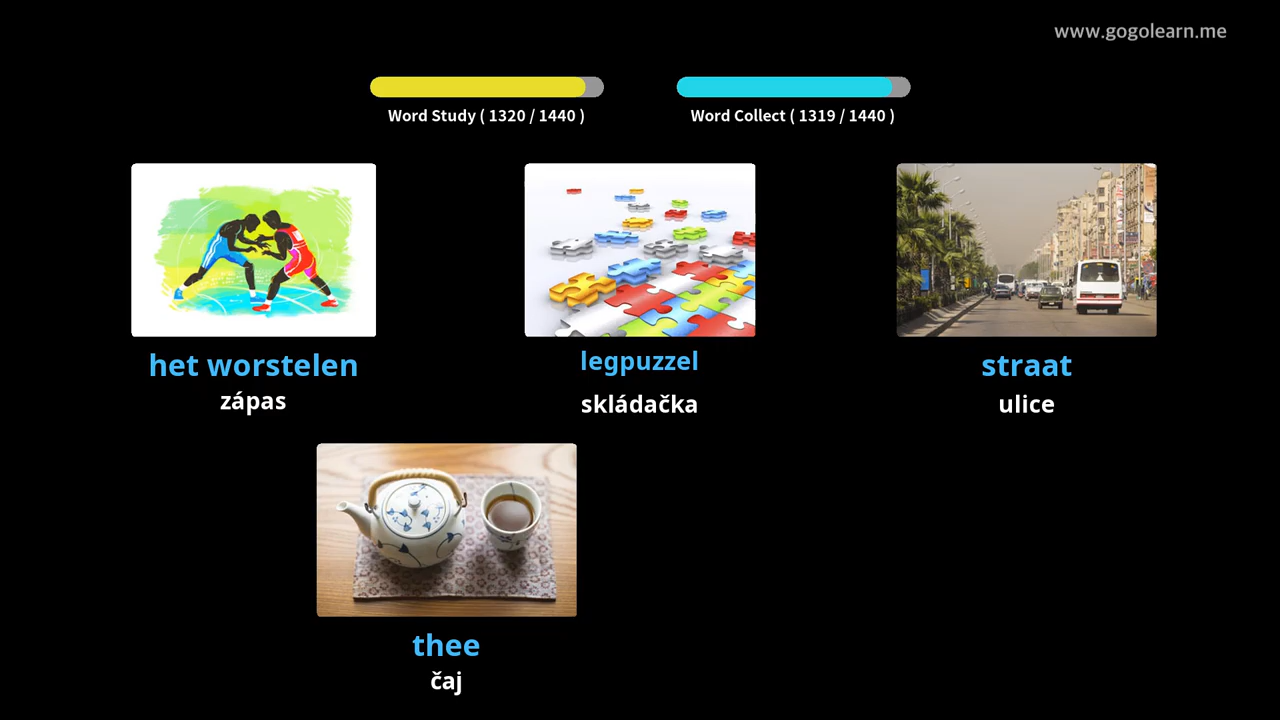 www.gogolearn.me
Word Study ( 1320 / 1440 )
Word Collect ( 1319 / 1440 )
het worstelen
zápas
legpuzzel
skládačka
straat
ulice
thee
čaj